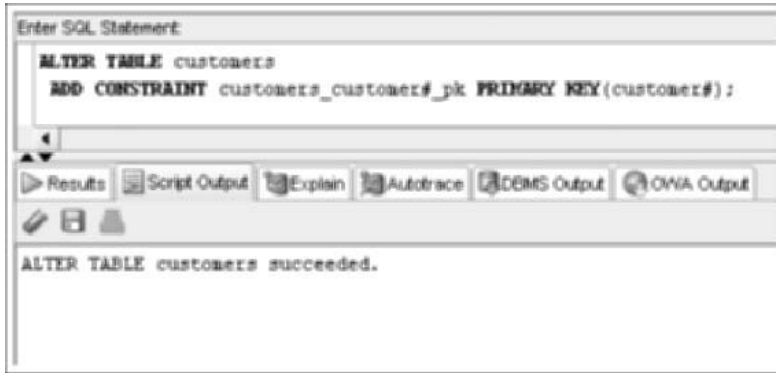 Enter SQL Statement:
ALTER TABLE customers
ADD CONSTRAINT customers_customer#_pk PRIMARY KEY(customer#);
Results Script Output Explain Autotrace DBMS Output OWA Output
ALTER TABLE customers succeeded.